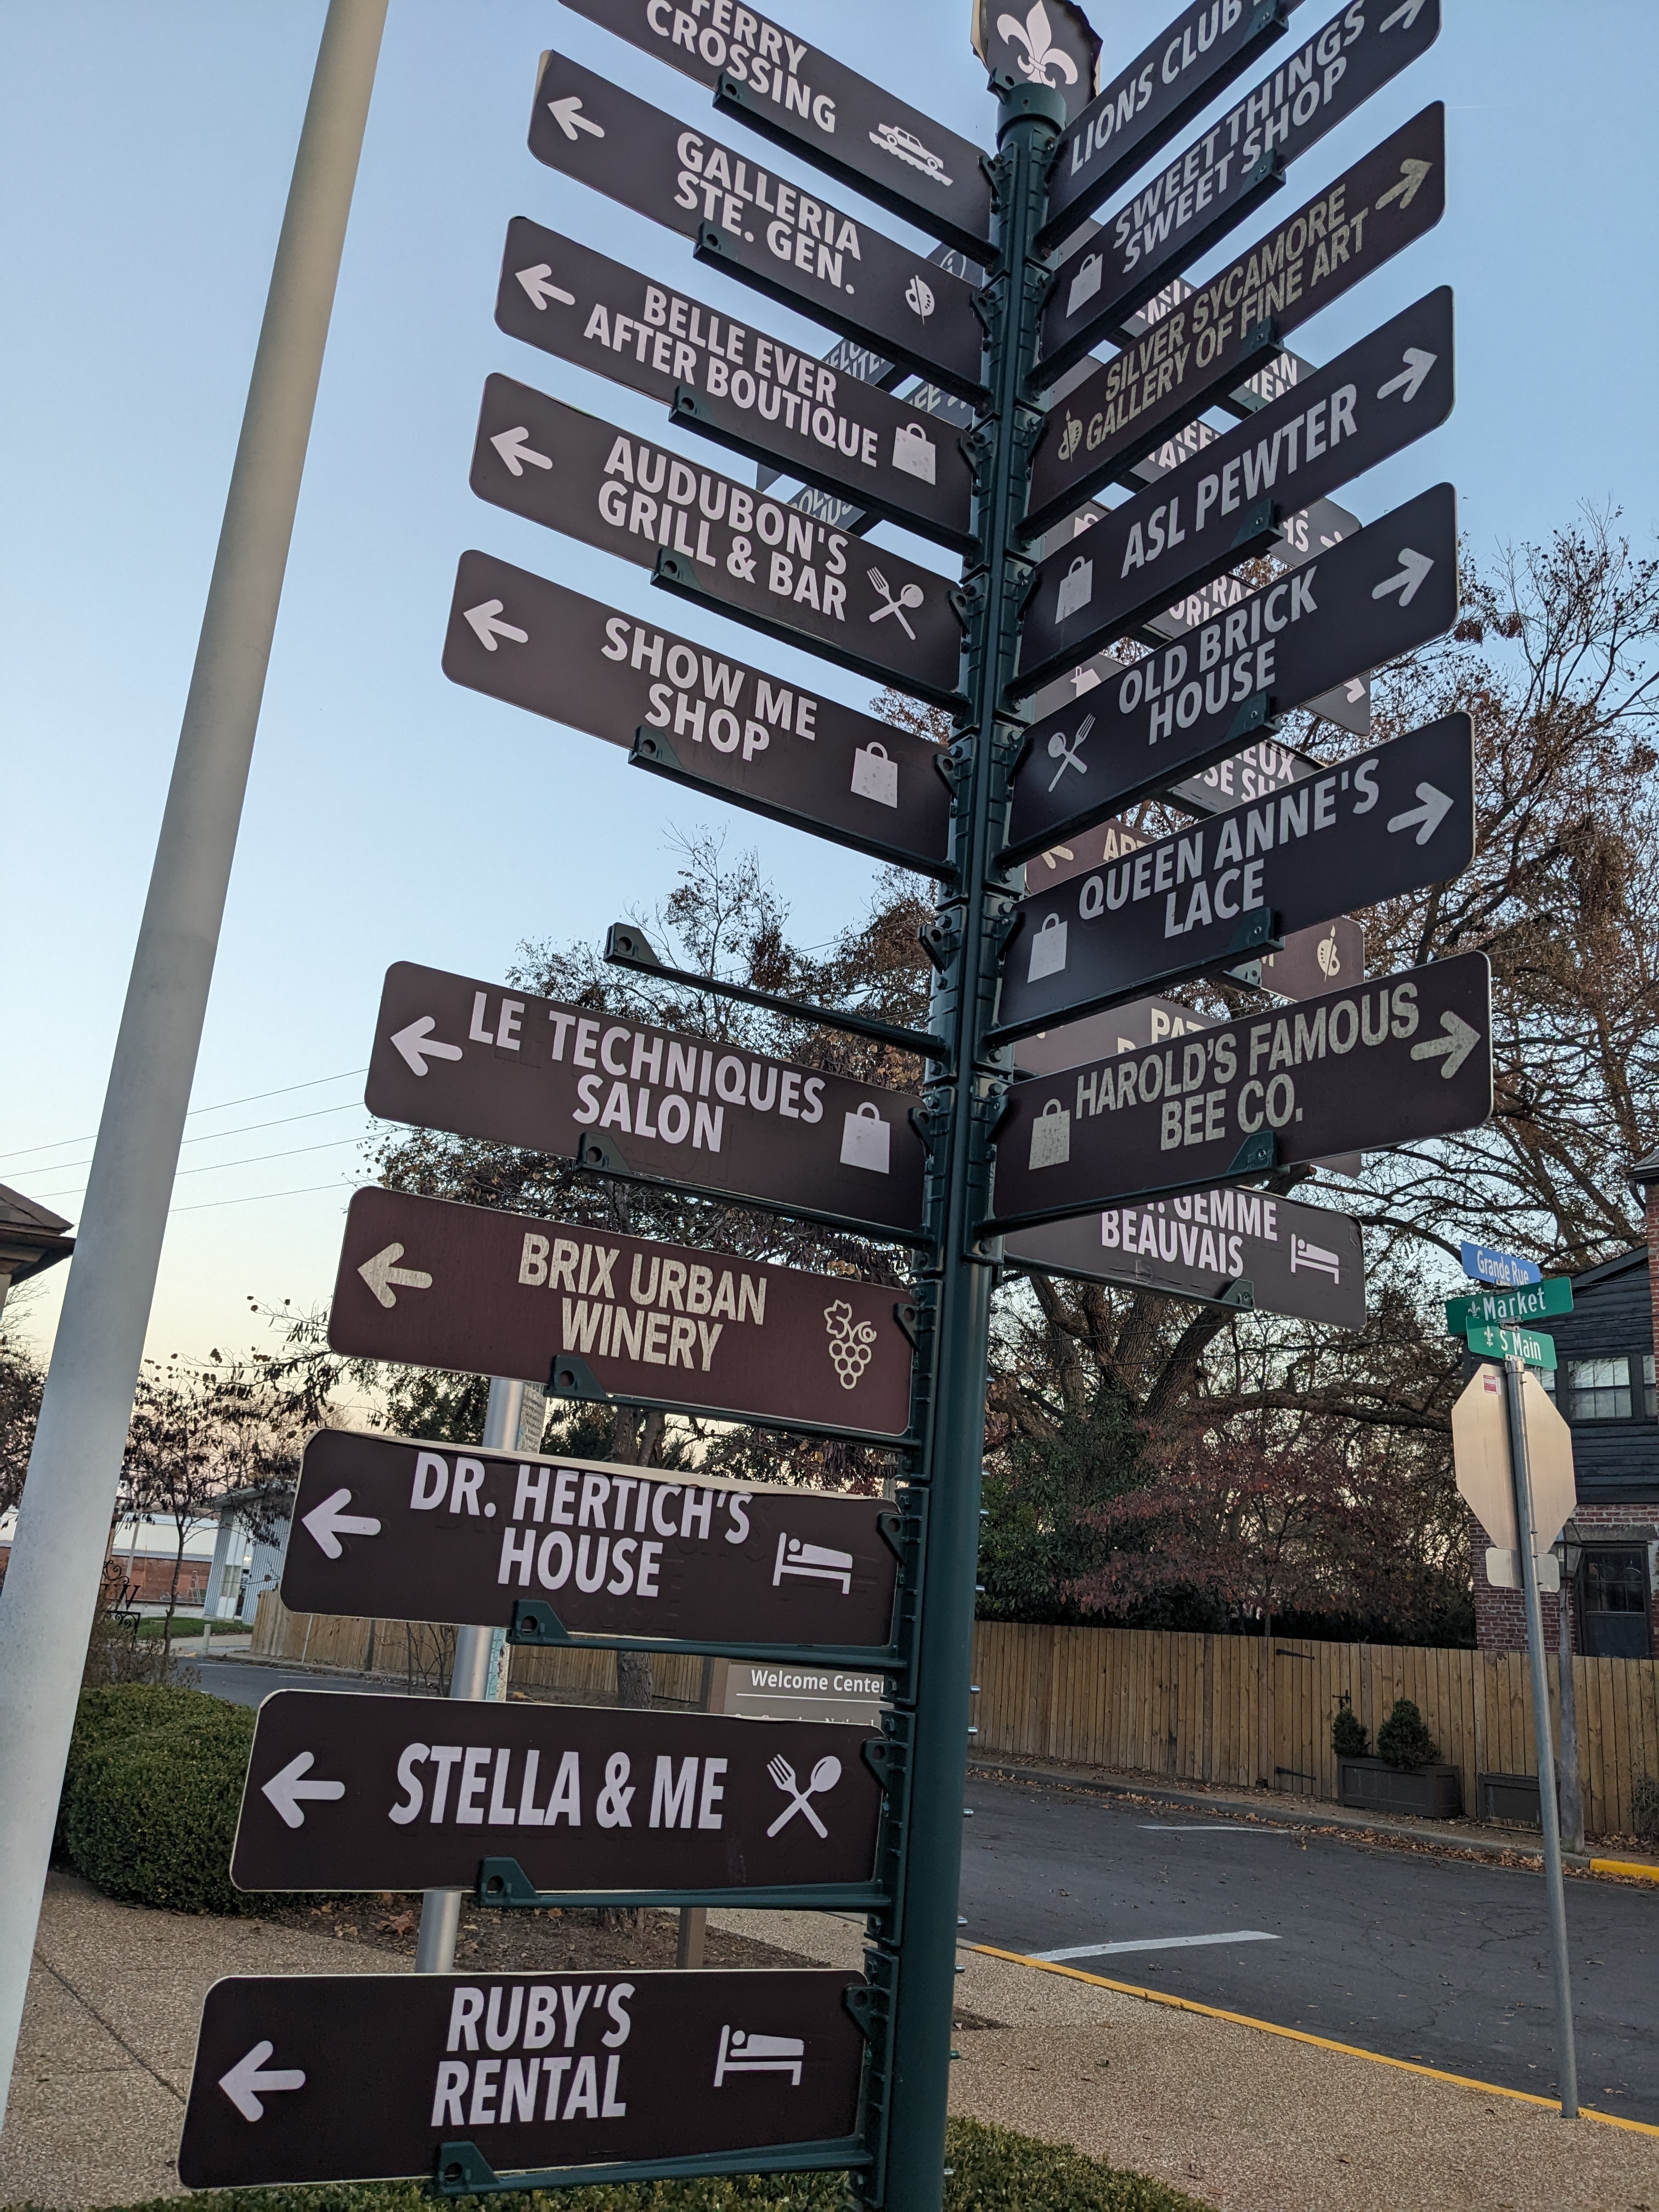 FERRY
CROSSING
GALLERIA
STE. GEN.
BELLE EVER
AFTER BOUTIQUE
AUDUBON'S
GRILL & BAR
SHOW ME
SHOP
LE TECHNIQUES
SALON
BRIX URBAN
WINERY
DR. HERTICH'S
HOUSE
STELLA & ME
RUBY'S
RENTAL
LIONS CLUB
SWEET THINGS
SWEET SHOP
SILVER SYCAMORE
GALLERY OF FINE ART
ASL PEWTER
OLD BRICK
HOUSE
QUEEN ANNE'S
LACE
HAROLD'S FAMOUS
BEE CO.
GEMME
BEAUVAIS
Grande Rue
Market
S Main
Welcome Center